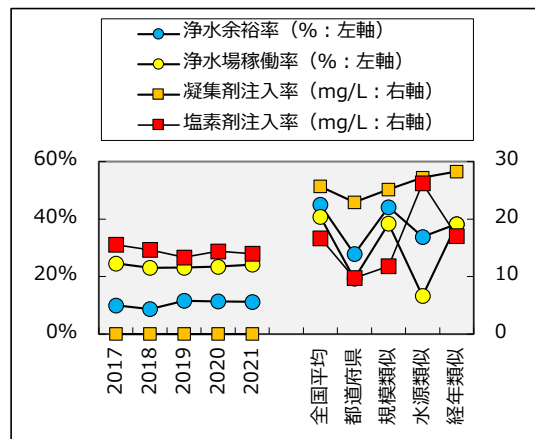 浄水余裕率（%：左軸）
浄水場稼働率（%：左軸）
凝集剤注入率（mg/L：右軸）
塩素剤注入率（mg/L：右軸）
60%
40%
20%
0%
30
20
10
0
2017
2018
2019
2020
2021
全国平均
都道府県
規模類似
水源類似
経年類似